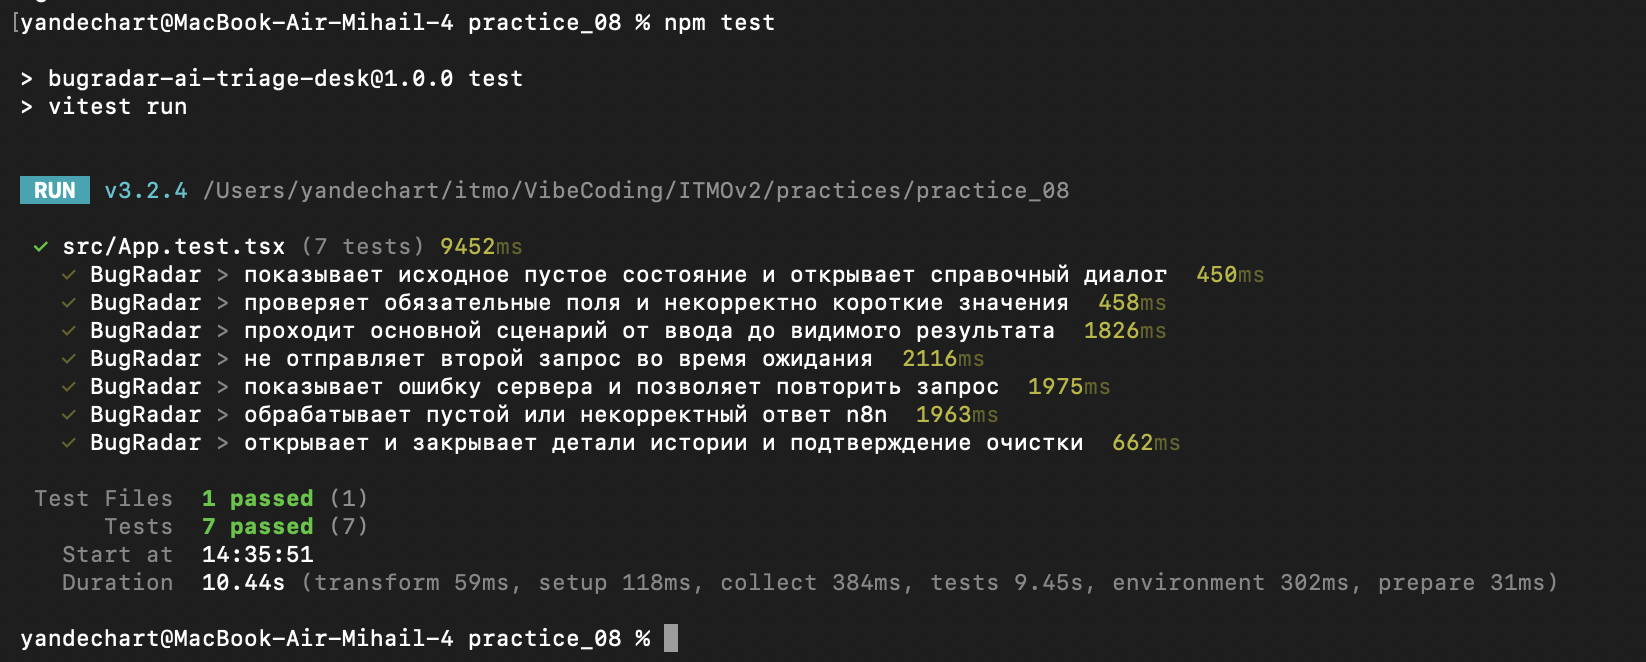 [yandechart@MacBook-Air-Mihail-4 practice_08 % npm test
> bugradar-ai-triage-desk@1.0.0 test
> vitest run
RUN v3.2.4 /Users/yandechart/itmo/VibeCoding/ITMOv2/practices/practice_08
✓ src/App.test.tsx (7 tests) 9452ms
✓ BugRadar > показывает исходное пустое состояние и открывает справочный диалог 450ms
✓ BugRadar > проверяет обязательные поля и некорректно короткие значения 458ms
✓ BugRadar > проходит основной сценарий от ввода до видимого результата 1826ms
✓ BugRadar > не отправляет второй запрос во время ожидания 2116ms
✓ BugRadar > показывает ошибку сервера и позволяет повторить запрос 1975ms
✓ BugRadar > обрабатывает пустой или некорректный ответ n8n 1963ms
✓ BugRadar > открывает и закрывает детали истории и подтверждение очистки 662ms
Test Files 1 passed (1)
Tests 7 passed (7)
Start at 14:35:51
Duration 10.44s (transform 59ms, setup 118ms, collect 384ms, tests 9.45s, environment 302ms, prepare 31ms)
yandechart@MacBook-Air-Mihail-4 practice_08 %